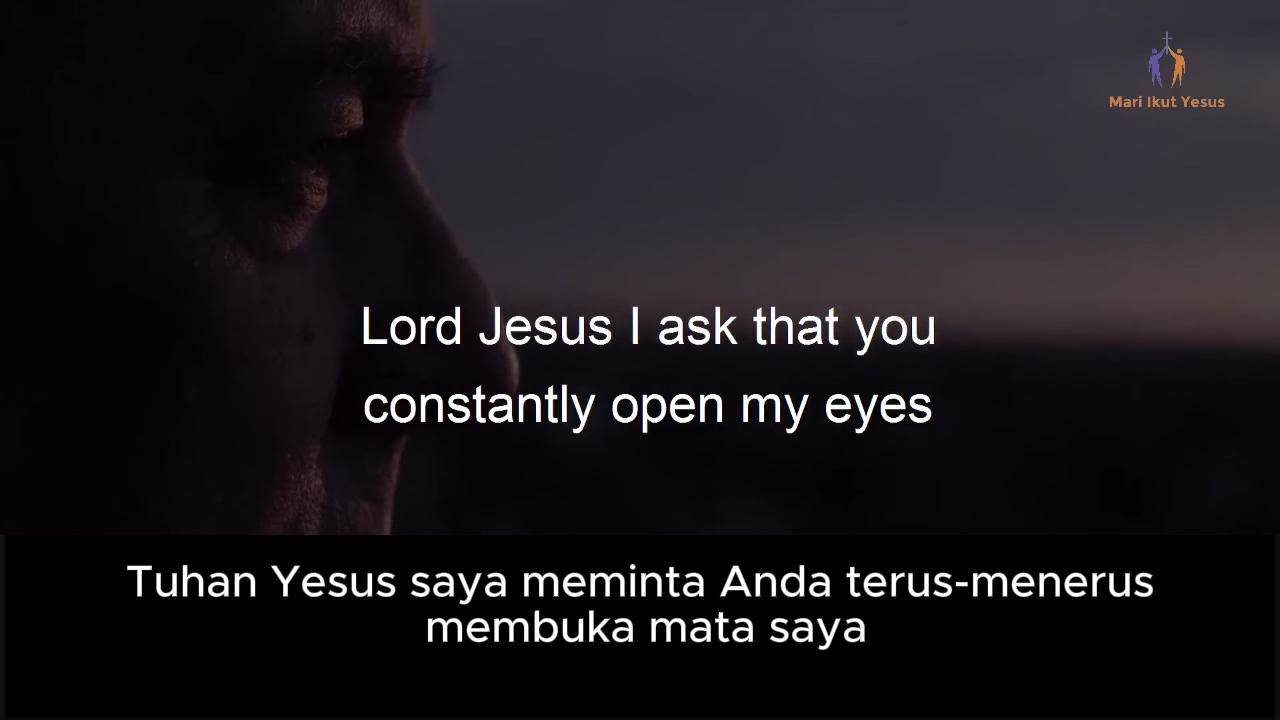 Mari Ikut Yesus
Lord Jesus I ask that you
constantly open my eyes
Tuhan Yesus saya meminta Anda terus-menerus
membuka mata saya